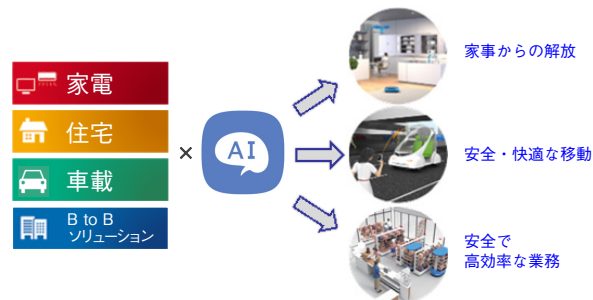 家電
住宅
車載
B to B
ソリューション
×
AI
家事からの解放
安全・快適な移動
安全で
高効率な業務